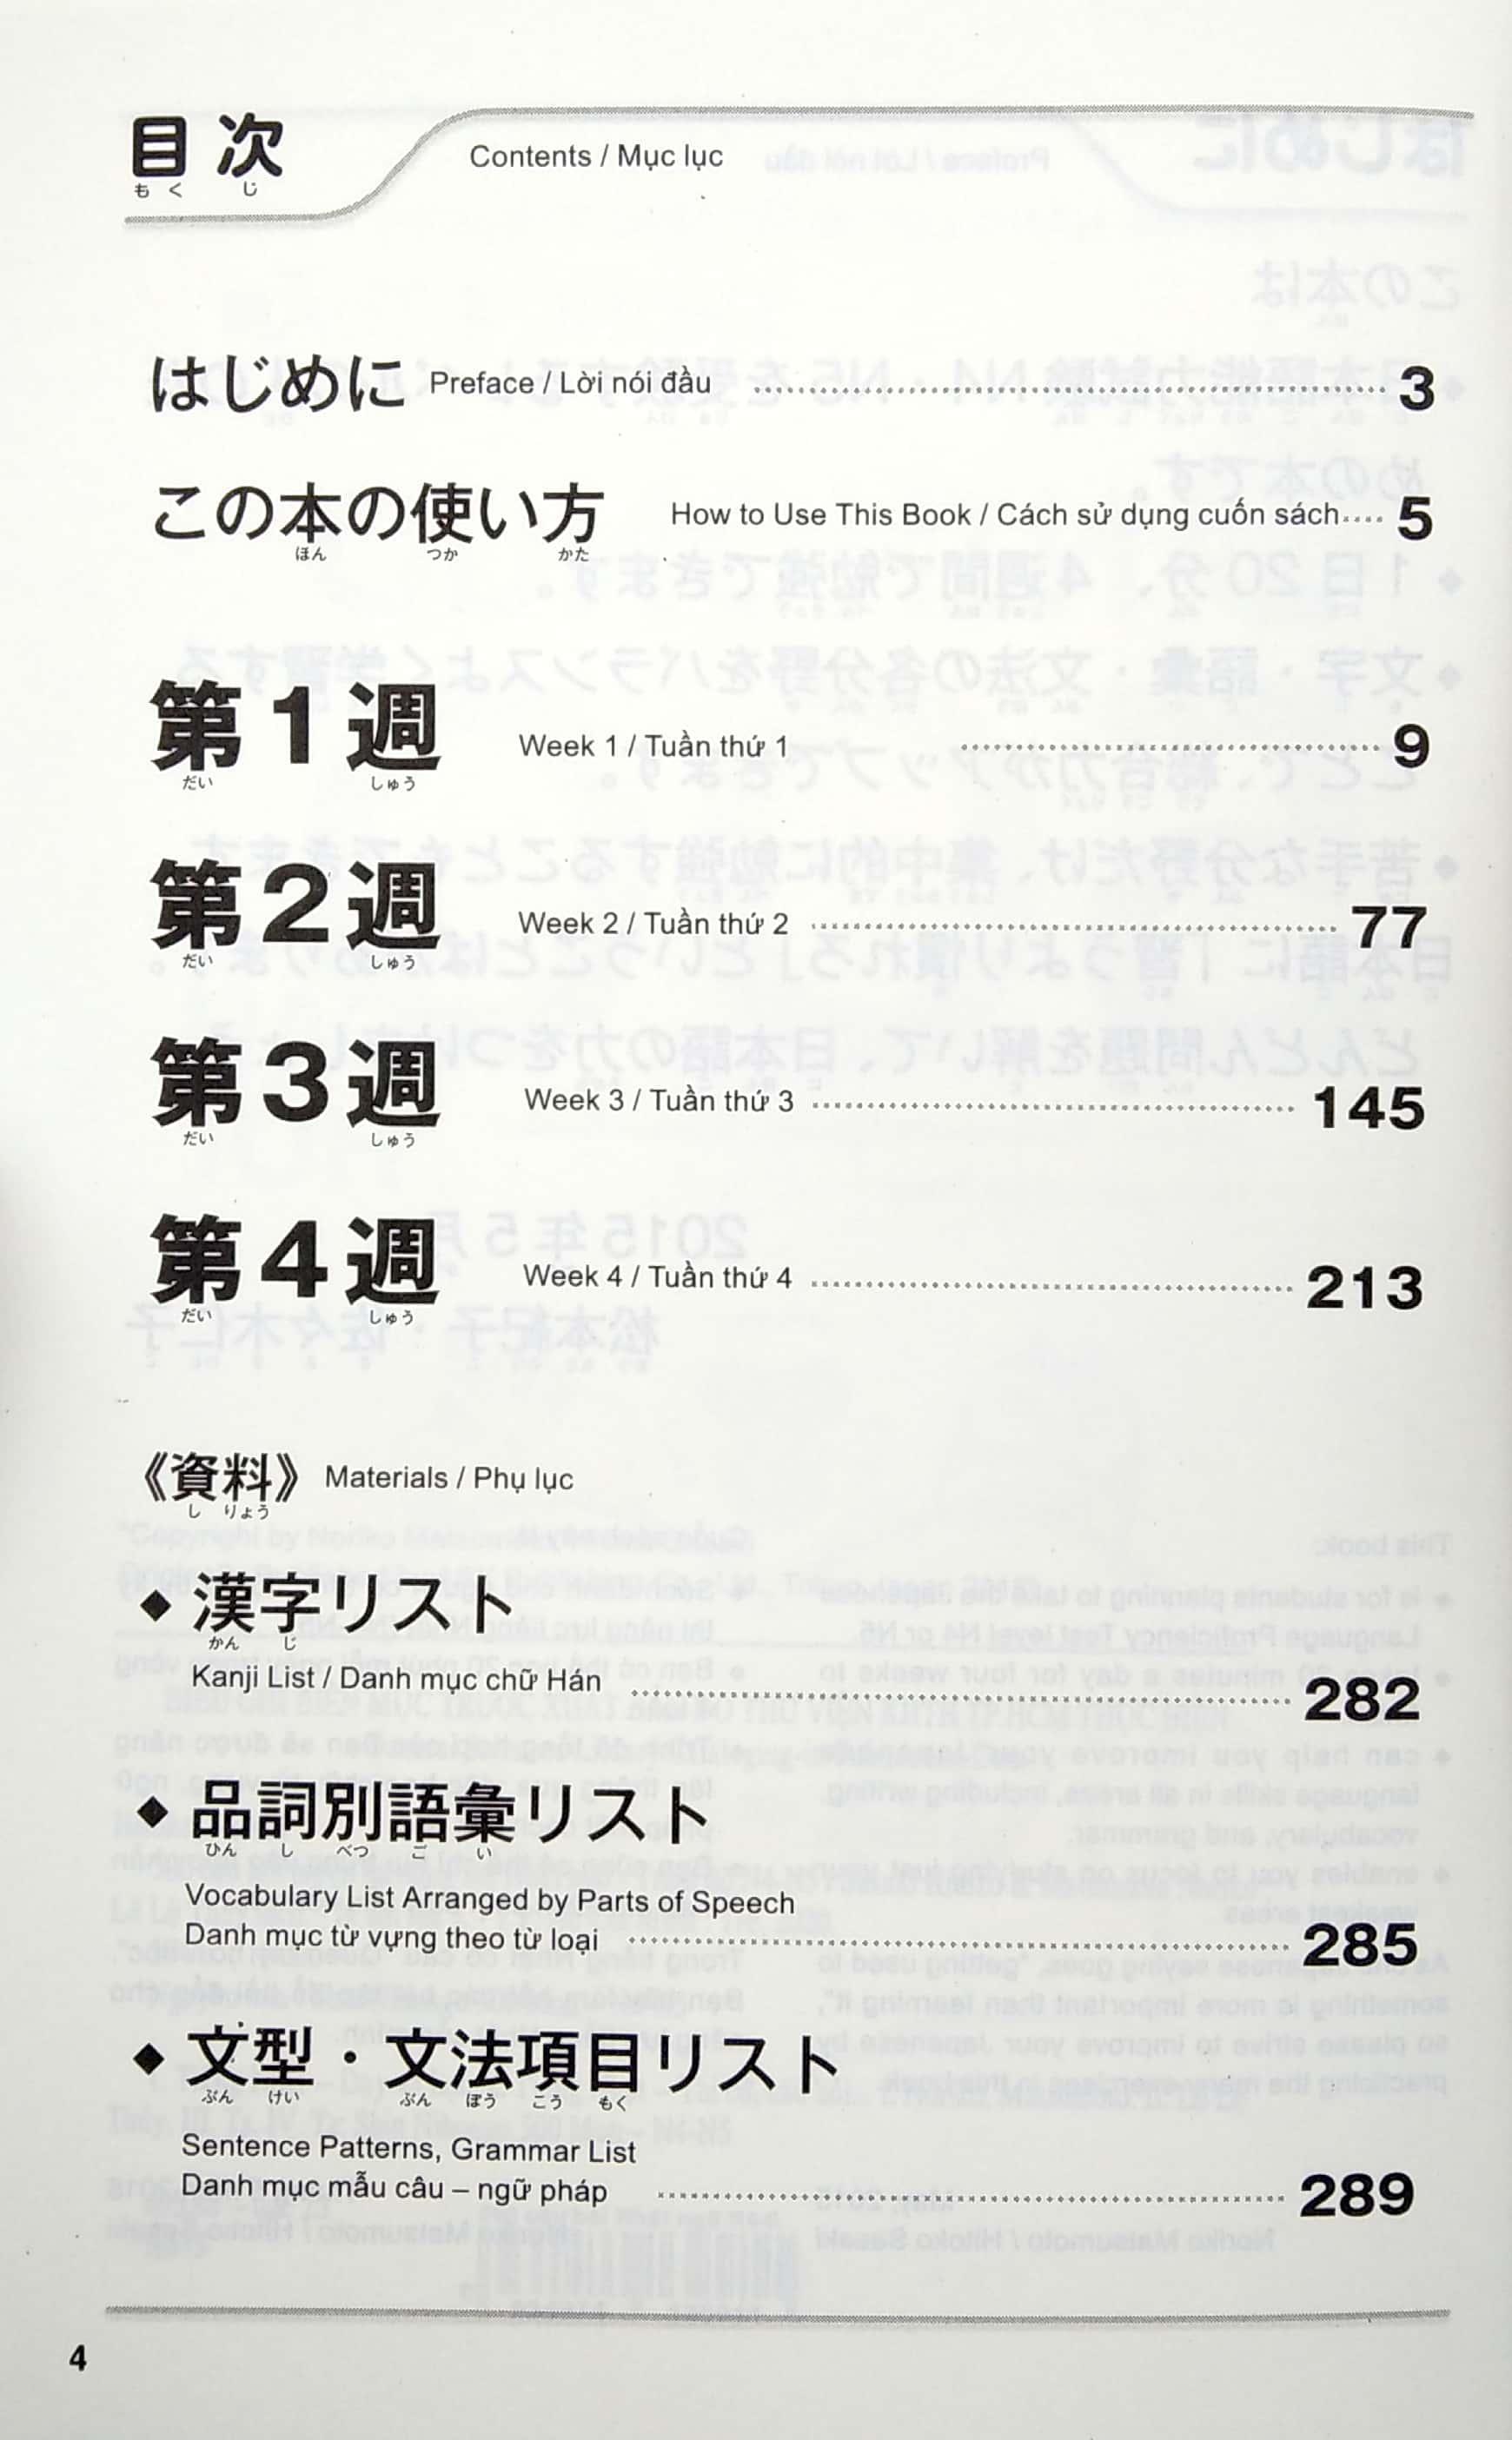 目次
もく じ
Contents / Mục lục
はじめに Preface / Lời nói đầu 3
この本の使い方 How to Use This Book / Cách sử dụng cuốn sách 5
ほん つか かた
第1週 Week 1 / Tuần thứ 1 9
だい しゅう
第2週 Week 2 / Tuần thứ 2 77
だい しゅう
第3週 Week 3 / Tuần thứ 3 145
だい しゅう
第4週 Week 4 / Tuần thứ 4 213
だい しゅう
《資料》 Materials / Phụ lục
し りょう
◆ 漢字リスト
かん じ
Kanji List / Danh mục chữ Hán 282
◆ 品詞別語彙リスト
ひん し べつ ご い
Vocabulary List Arranged by Parts of Speech
Danh mục từ vựng theo từ loại 285
◆ 文型・文法項目リスト
ぶん けい ぶん ぽう こう もく
Sentence Patterns, Grammar List
Danh mục mẫu câu – ngữ pháp 289
4